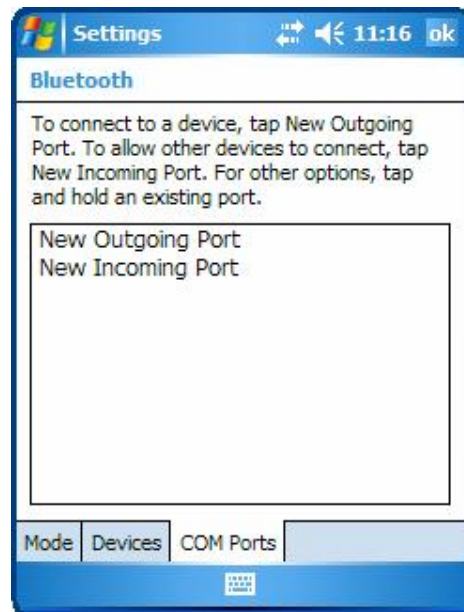 Settings 11:16 ok
Bluetooth
To connect to a device, tap New Outgoing
Port. To allow other devices to connect, tap
New Incoming Port. For other options, tap
and hold an existing port.
New Outgoing Port
New Incoming Port
Mode Devices COM Ports